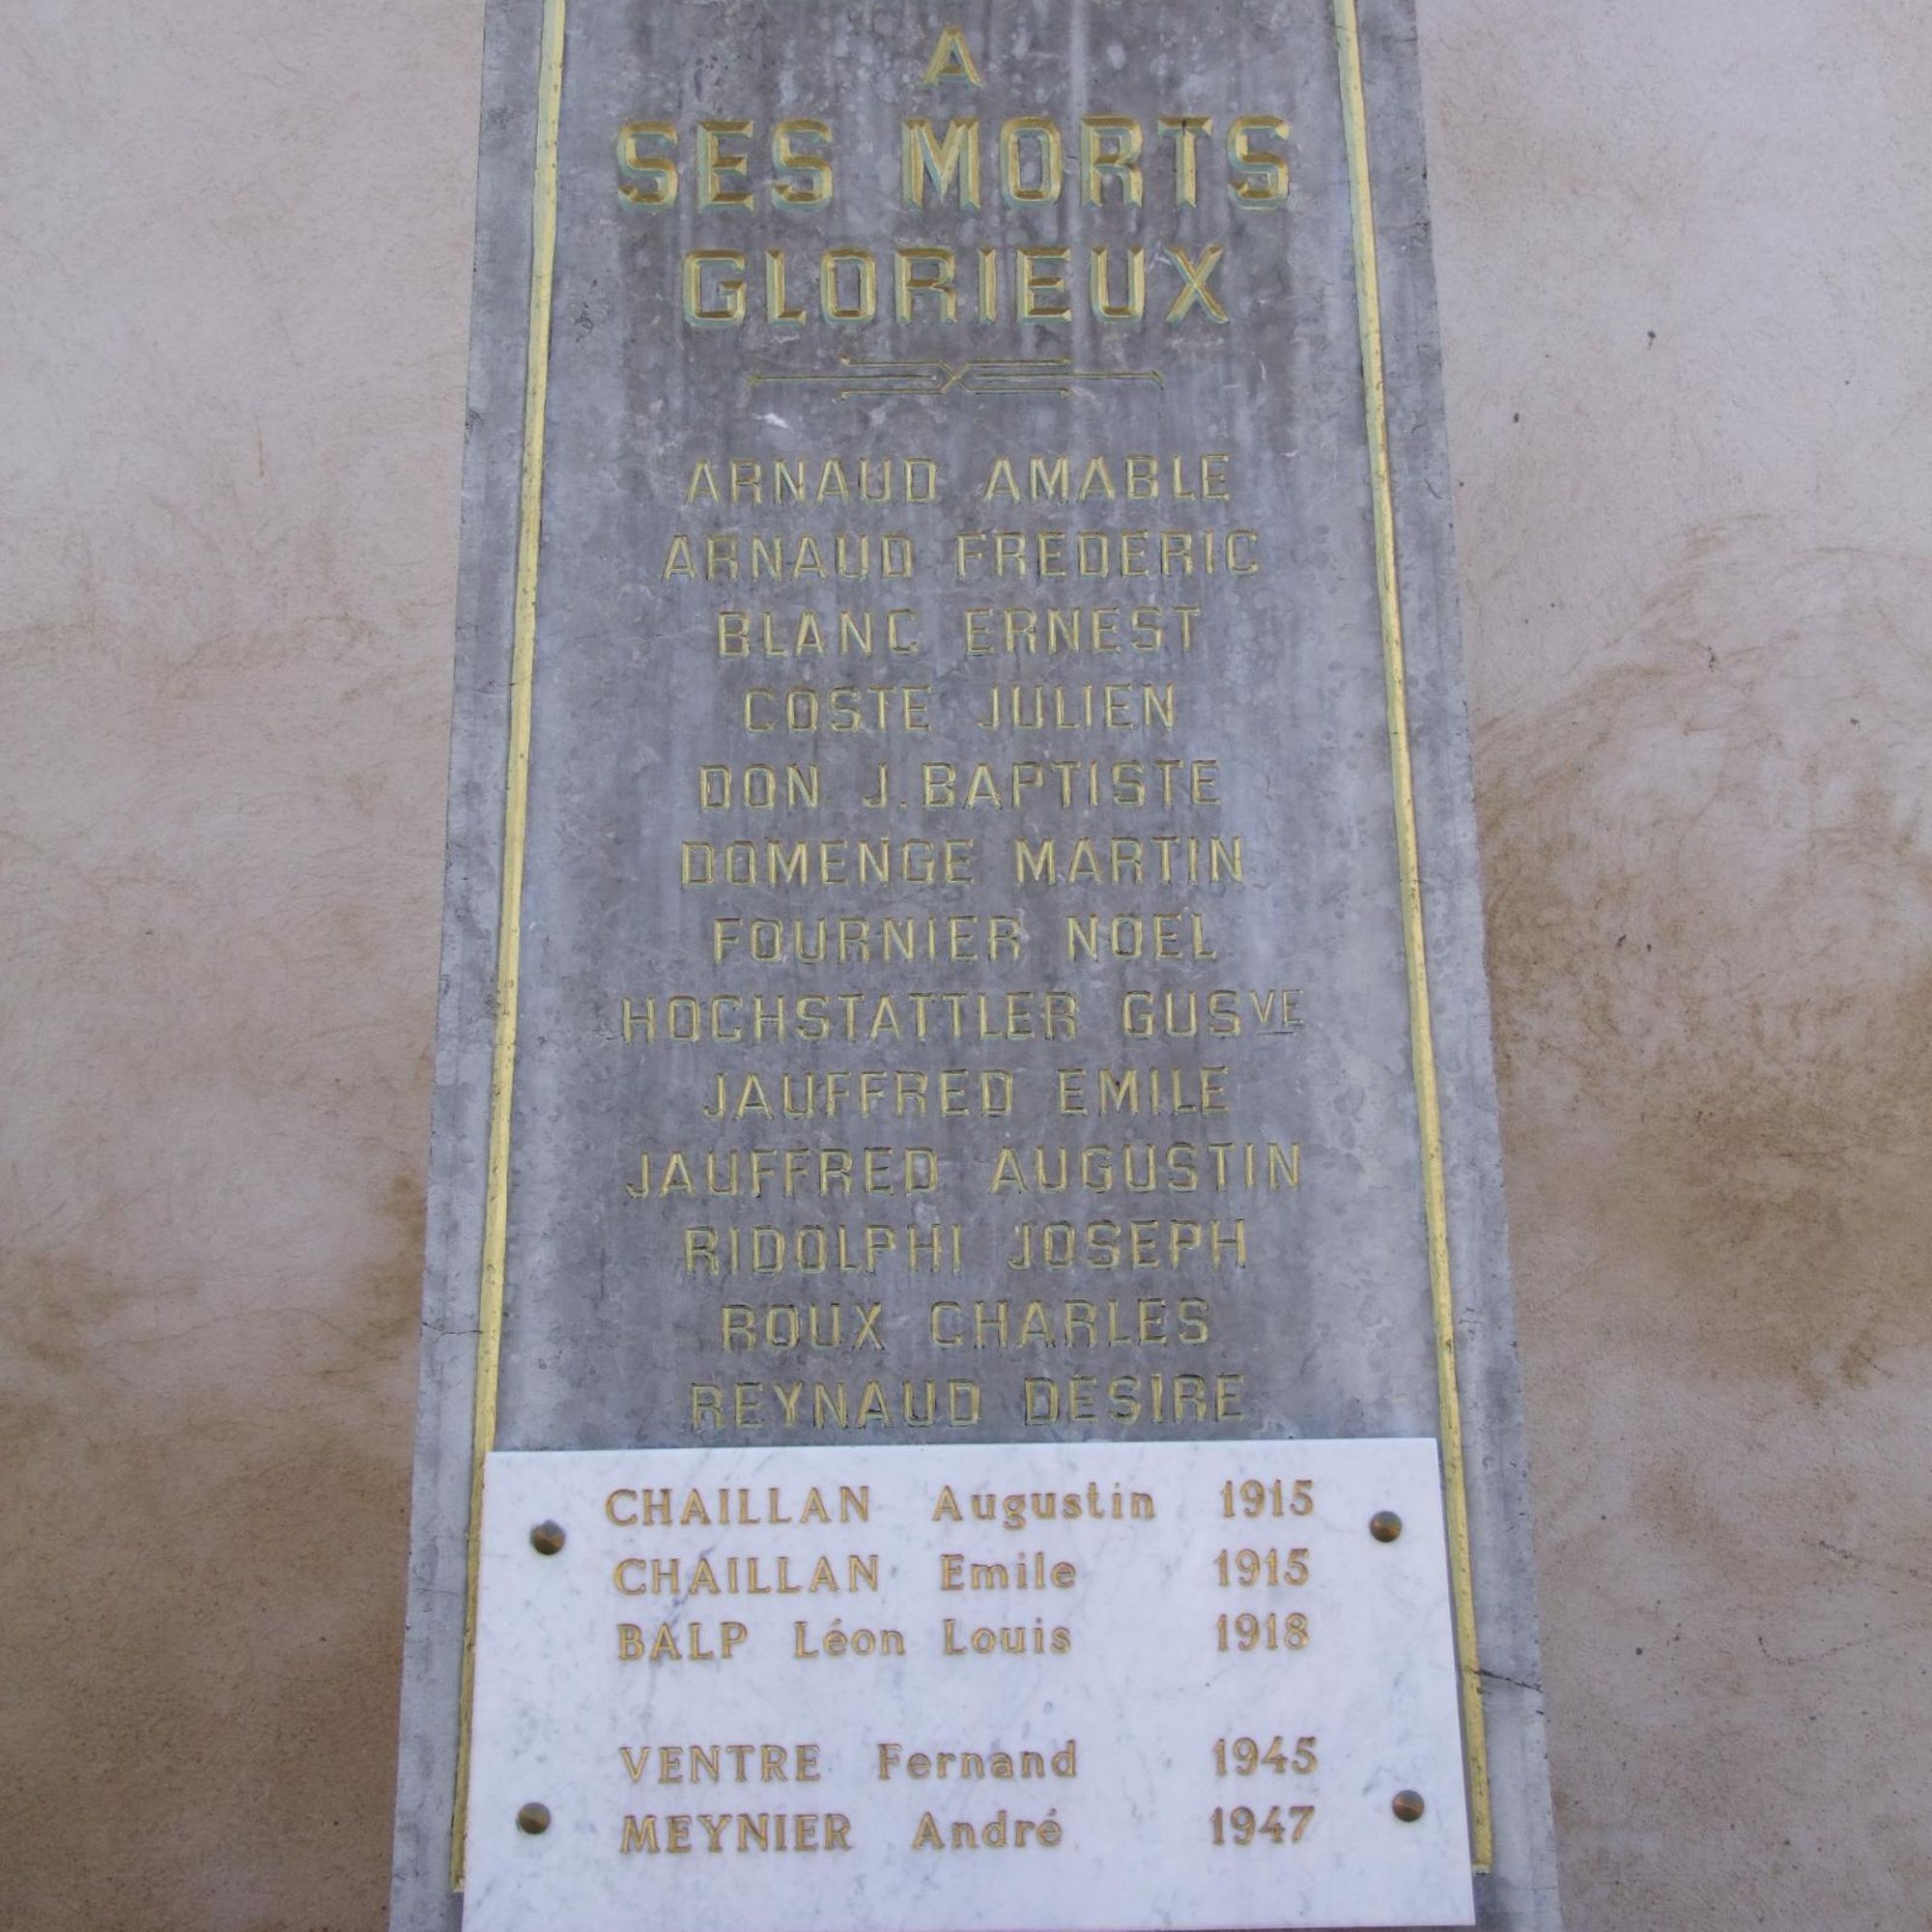 A
SES MORTS
GLORIEUX
ARNAUD AMABLE
ARNAUD FREDERIC
BLANC ERNEST
COSTE JULIEN
DON J. BAPTISTE
DOMENGE MARTIN
FOURNIER NOEL
HOCHSTATTLER GUSVE
JAUFFRED EMILE
JAUFFRED AUGUSTIN
RIDOLPHI JOSEPH
ROUX CHARLES
REYNAUD DESIRE
CHAILLAN Augustin 1915
CHAILLAN Emile 1915
BALP Léon Louis 1918
VENTRE Fernand 1945
MEYNIER André 1947